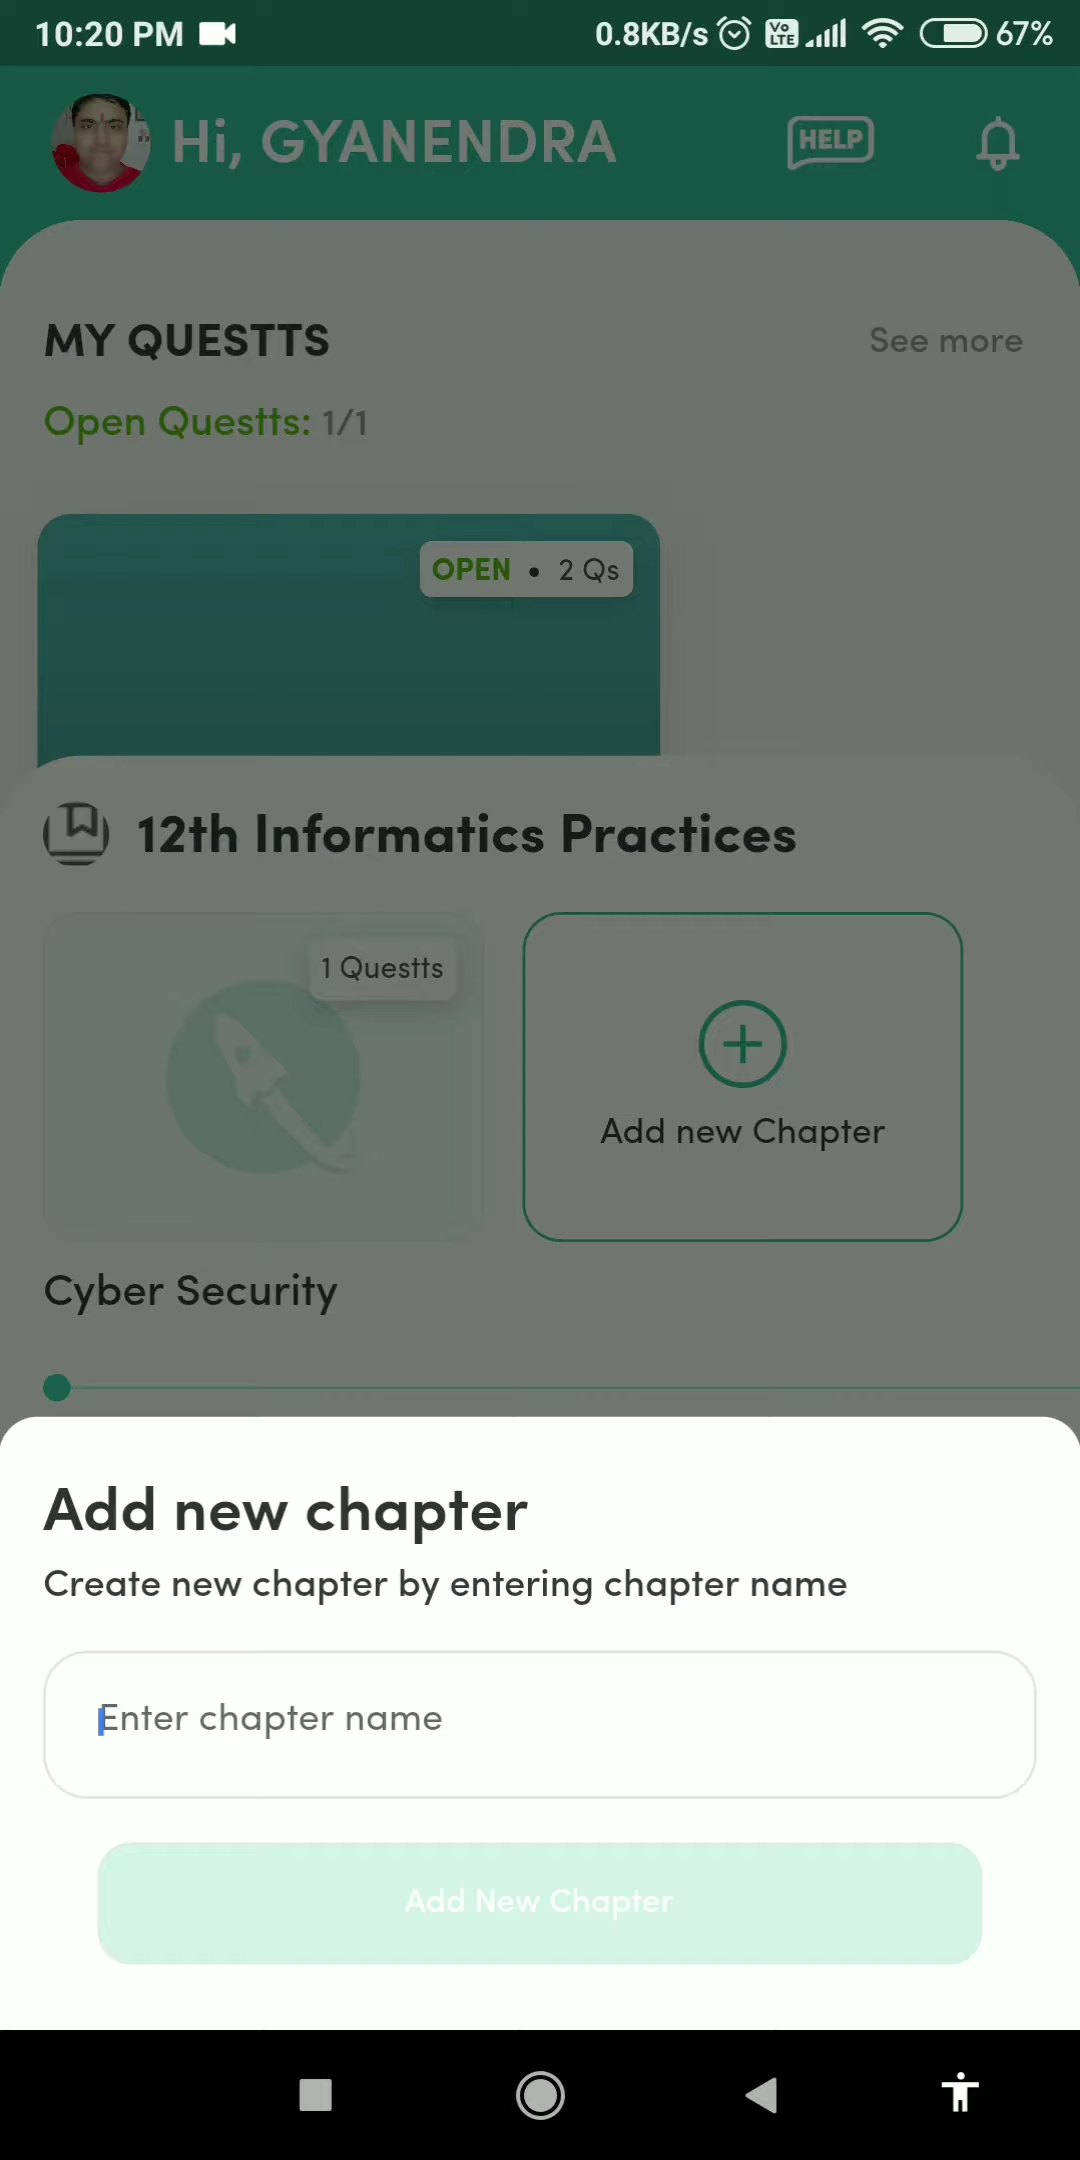 10:20 PM 0.8KB/s Vo LTE 67%
Hi, GYANENDRA HELP
MY QUESTTS See more
Open Questts: 1/1
OPEN • 2 Qs
12th Informatics Practices
1 Questts
Add new Chapter
Cyber Security
Add new chapter
Create new chapter by entering chapter name
Enter chapter name
Add New Chapter